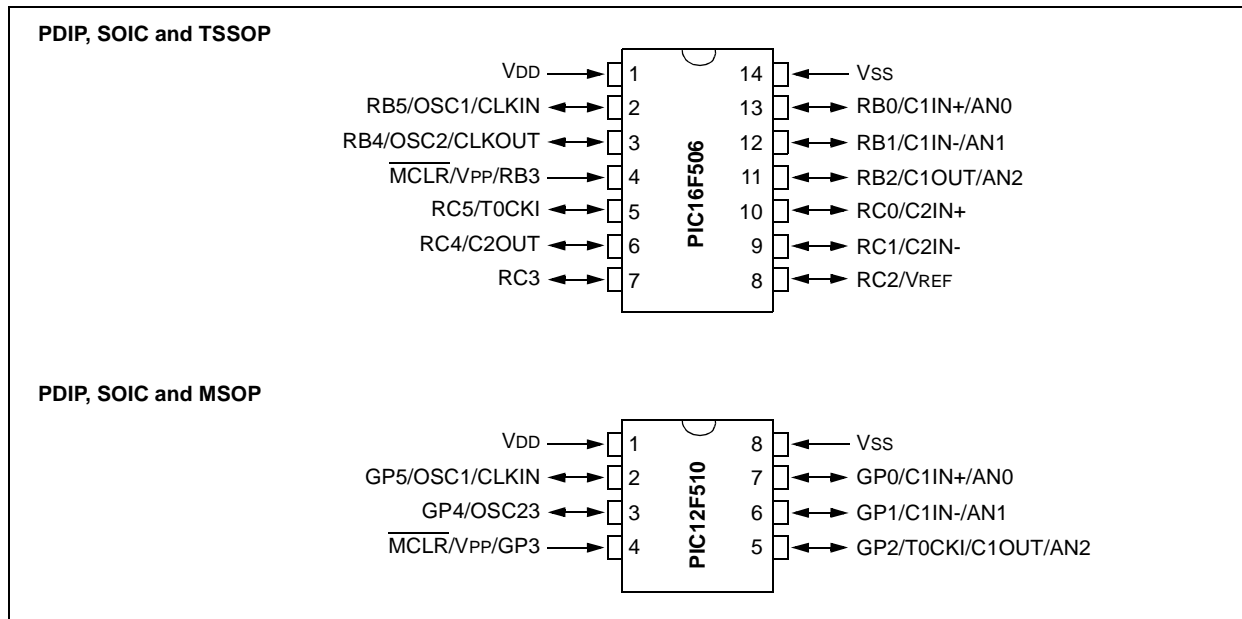 PDIP, SOIC and TSSOP
VDD 1 14 VSS
RB5/OSC1/CLKIN 2 13 RB0/C1IN+/AN0
RB4/OSC2/CLKOUT 3 12 RB1/C1IN-/AN1
MCLR/VPP/RB3 4 11 RB2/C1OUT/AN2
RC5/T0CKI 5 10 RC0/C2IN+
RC4/C2OUT 6 9 RC1/C2IN-
RC3 7 8 RC2/VREF
PIC16F506
PDIP, SOIC and MSOP
VDD 1 8 VSS
GP5/OSC1/CLKIN 2 7 GP0/C1IN+/AN0
GP4/OSC23 3 6 GP1/C1IN-/AN1
MCLR/VPP/GP3 4 5 GP2/T0CKI/C1OUT/AN2
PIC12F510